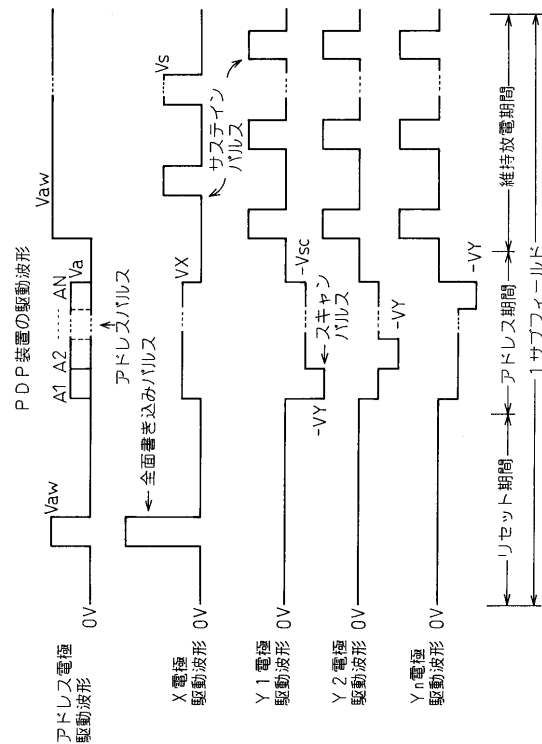 PDP装置の駆動波形
アドレス電極
駆動波形
0V
Vaw
A1 A2 …… AN
Va
Vaw
アドレスパルス
X電極
駆動波形
0V
全面書き込みパルス
VX
Vs
サステイン
パルス
Y1電極
駆動波形
0V
-VY
-Vsc
スキャン
パルス
Y2電極
駆動波形
0V
-VY
Yn電極
駆動波形
0V
-VY
リセット期間
アドレス期間
維持放電期間
1サブフィールド